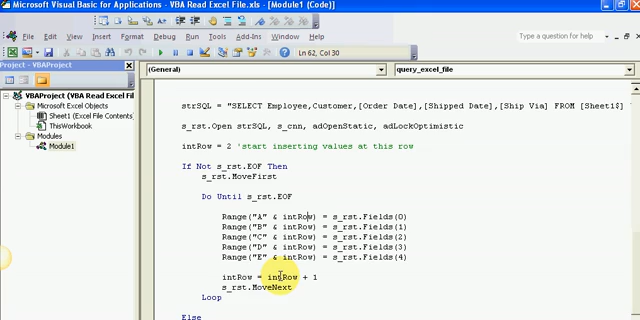 Microsoft Visual Basic for Applications - VBA Read Excel File.xls - [Module1 (Code)]
File Edit View Insert Format Debug Run Tools Add-Ins Window Help
Type a question for help
Ln 62, Col 30
Project - VBAProject
(General)
query_excel_file
VBAProject (VBA Read Excel Fil
Microsoft Excel Objects
Sheet1 (Excel File Contents)
ThisWorkbook
Modules
Module1
strSQL = "SELECT Employee,Customer,[Order Date],[Shipped Date],[Ship Via] FROM [Sheet1$]
s_rst.Open strSQL, s_cnn, adOpenStatic, adLockOptimistic
intRow = 2 'start inserting values at this row
If Not s_rst.EOF Then
s_rst.MoveFirst
Do Until s_rst.EOF
Range("A" & intRow) = s_rst.Fields(0)
Range("B" & intRow) = s_rst.Fields(1)
Range("C" & intRow) = s_rst.Fields(2)
Range("D" & intRow) = s_rst.Fields(3)
Range("E" & intRow) = s_rst.Fields(4)
intRow = intRow + 1
s_rst.MoveNext
Loop
Else